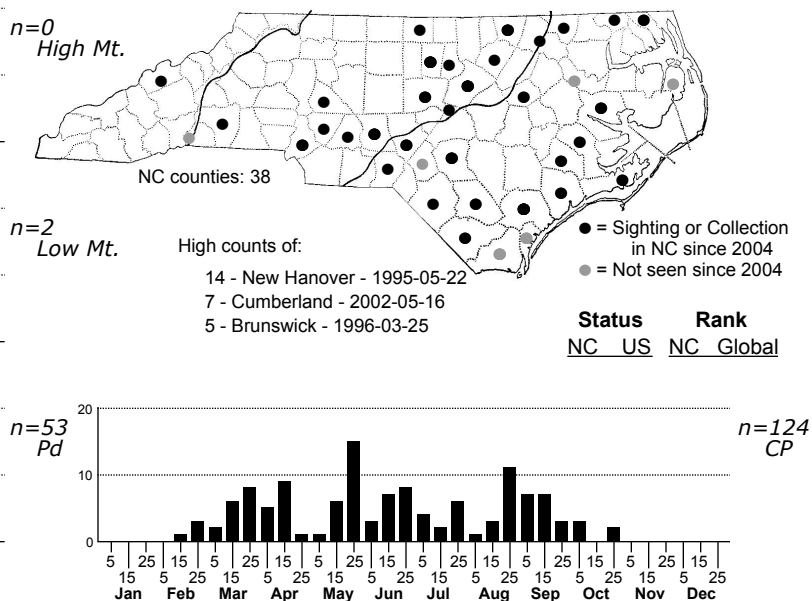 n=0
High Mt.
NC counties: 38
n=2
Low Mt.
High counts of:
14 - New Hanover - 1995-05-22
7 - Cumberland - 2002-05-16
5 - Brunswick - 1996-03-25
= Sighting or Collection
in NC since 2004
= Not seen since 2004
Status Rank
NC US NC Global
n=53
Pd
20
10
0
n=124
CP
5 25 15 5 25 15 5 25 15 5 25 15 5 25 15 5 25 15
15 5 25 15 5 25 15 5 25 15 5 25 15 5 25 15 5 25
Jan Feb Mar Apr May Jun Jul Aug Sep Oct Nov Dec